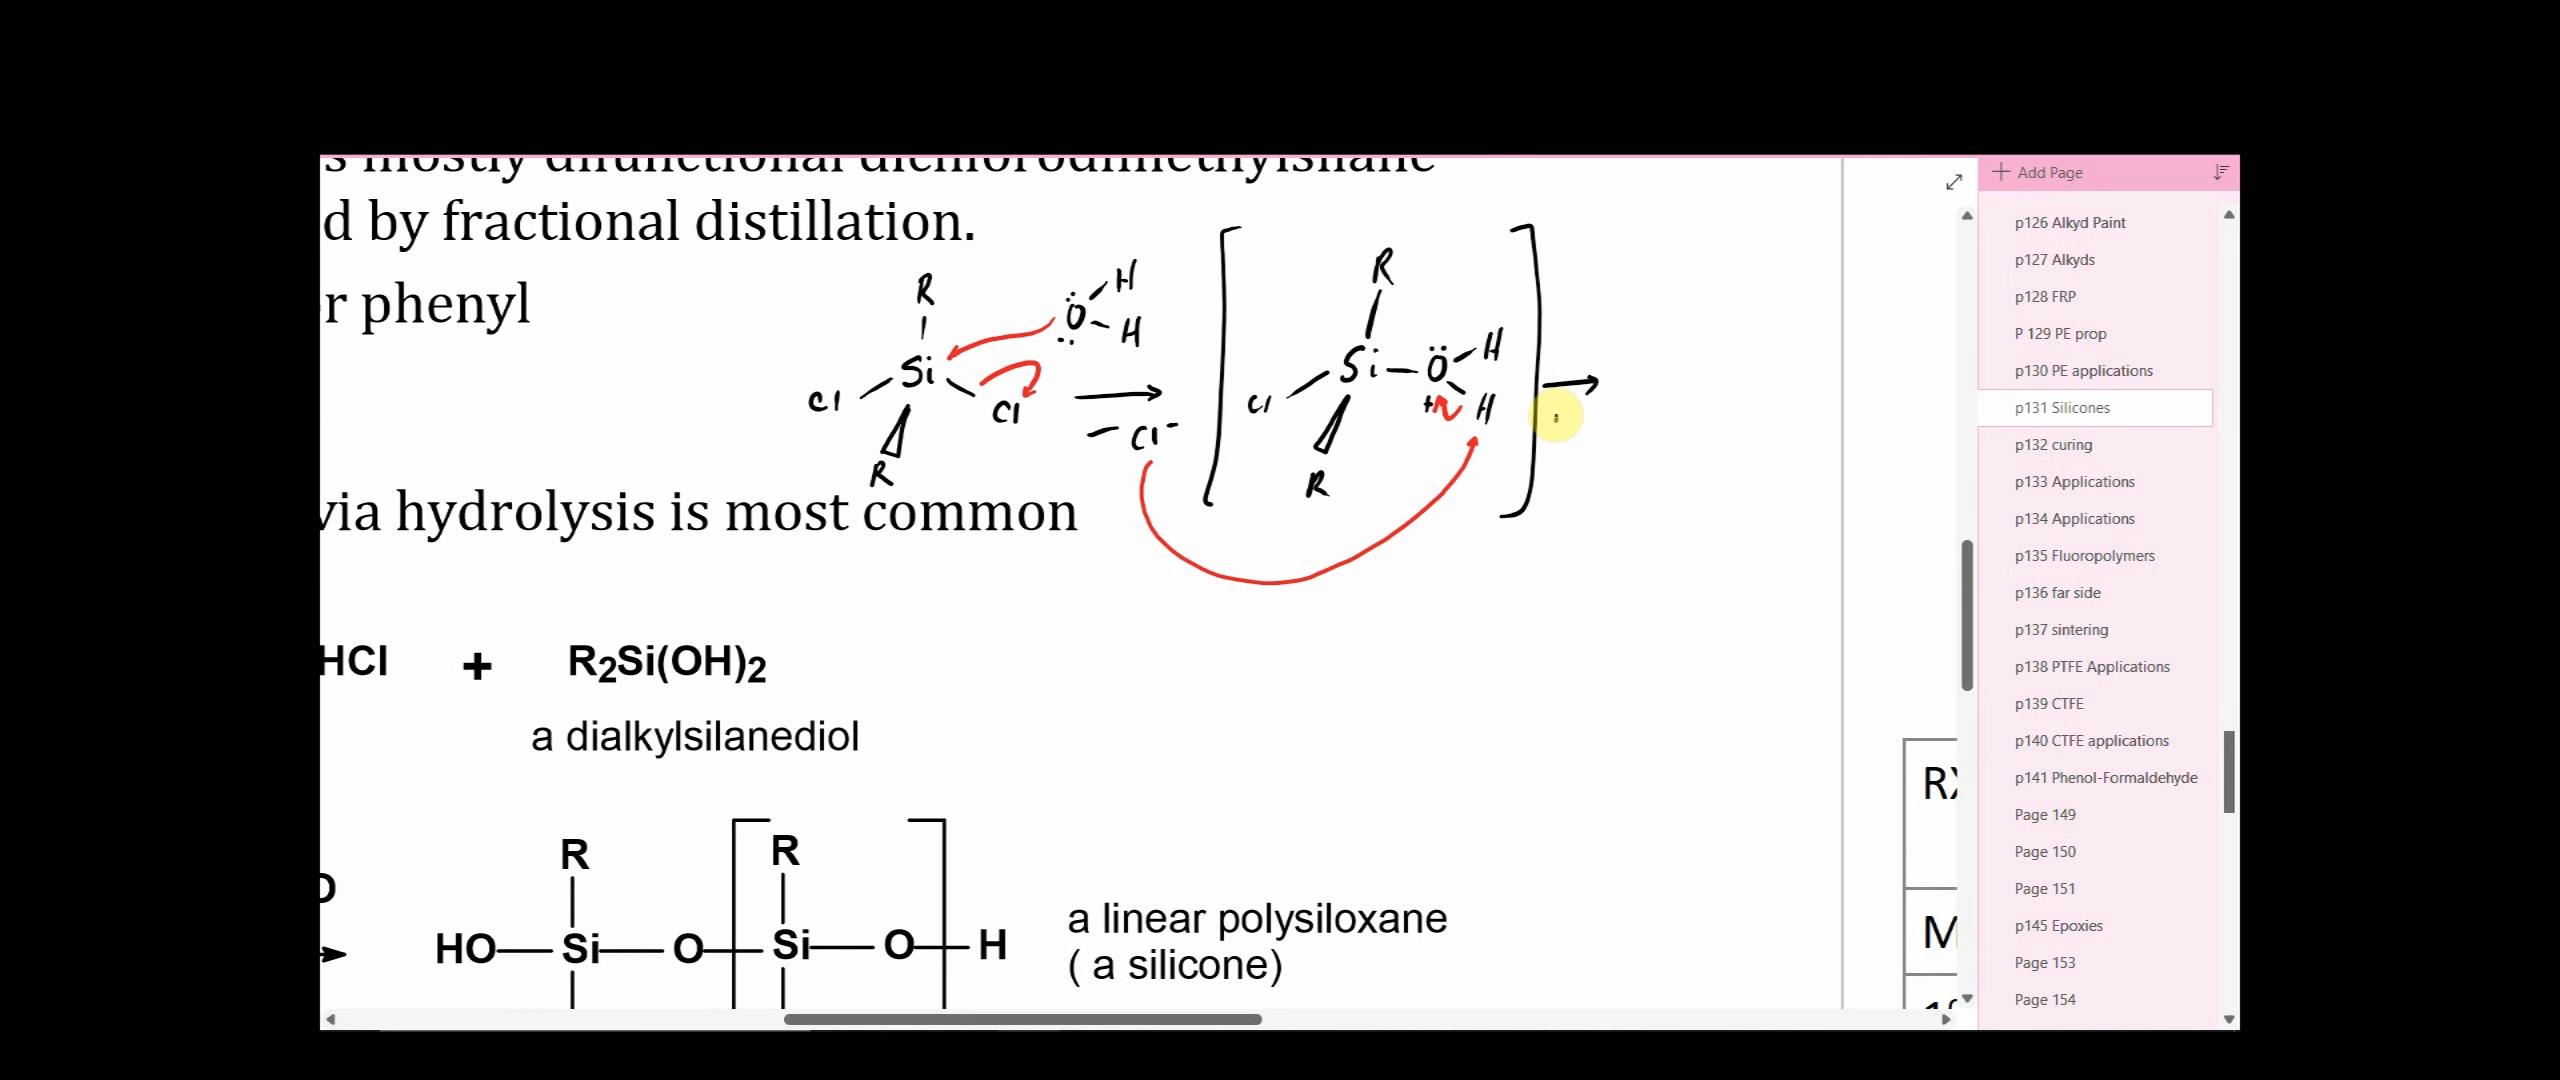 s mostly difunctional dichlorodimethylsilane
d by fractional distillation.
r phenyl
R
Si
Cl
Cl
R
O
H
H
- Cl-
R
Si
Cl
R
O
H
H
+
via hydrolysis is most common
HCl + R2Si(OH)2
a dialkylsilanediol
R
R
HO Si O Si O H
a linear polysiloxane
( a silicone)
Add Page
p126 Alkyd Paint
p127 Alkyds
p128 FRP
P 129 PE prop
p130 PE applications
p131 Silicones
p132 curing
p133 Applications
p134 Applications
p135 Fluoropolymers
p136 far side
p137 sintering
p138 PTFE Applications
p139 CTFE
p140 CTFE applications
p141 Phenol-Formaldehyde
Page 149
Page 150
Page 151
p145 Epoxies
Page 153
Page 154